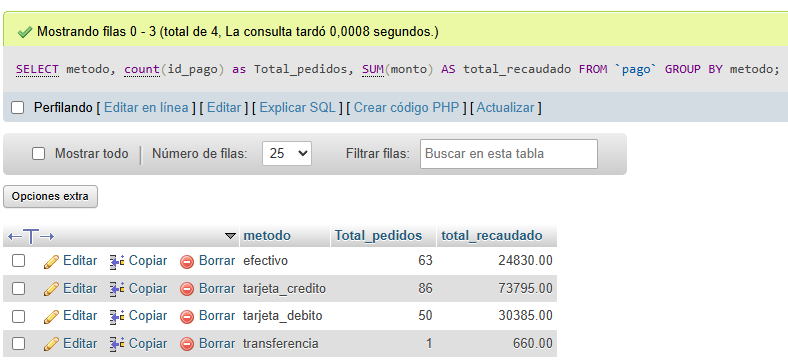 Mostrando filas 0 - 3 (total de 4, La consulta tardó 0,0008 segundos.)
SELECT metodo, count(id_pago) as Total_pedidos, SUM(monto) AS total_recaudado FROM `pago` GROUP BY metodo;
Perfilando [ Editar en línea ] [ Editar ] [ Explicar SQL ] [ Crear código PHP ] [ Actualizar ]
Mostrar todo Número de filas: 25 Filtrar filas: Buscar en esta tabla
Opciones extra
←T→ metodo Total_pedidos total_recaudado
Editar Copiar Borrar efectivo 63 24830.00
Editar Copiar Borrar tarjeta_credito 86 73795.00
Editar Copiar Borrar tarjeta_debito 50 30385.00
Editar Copiar Borrar transferencia 1 660.00